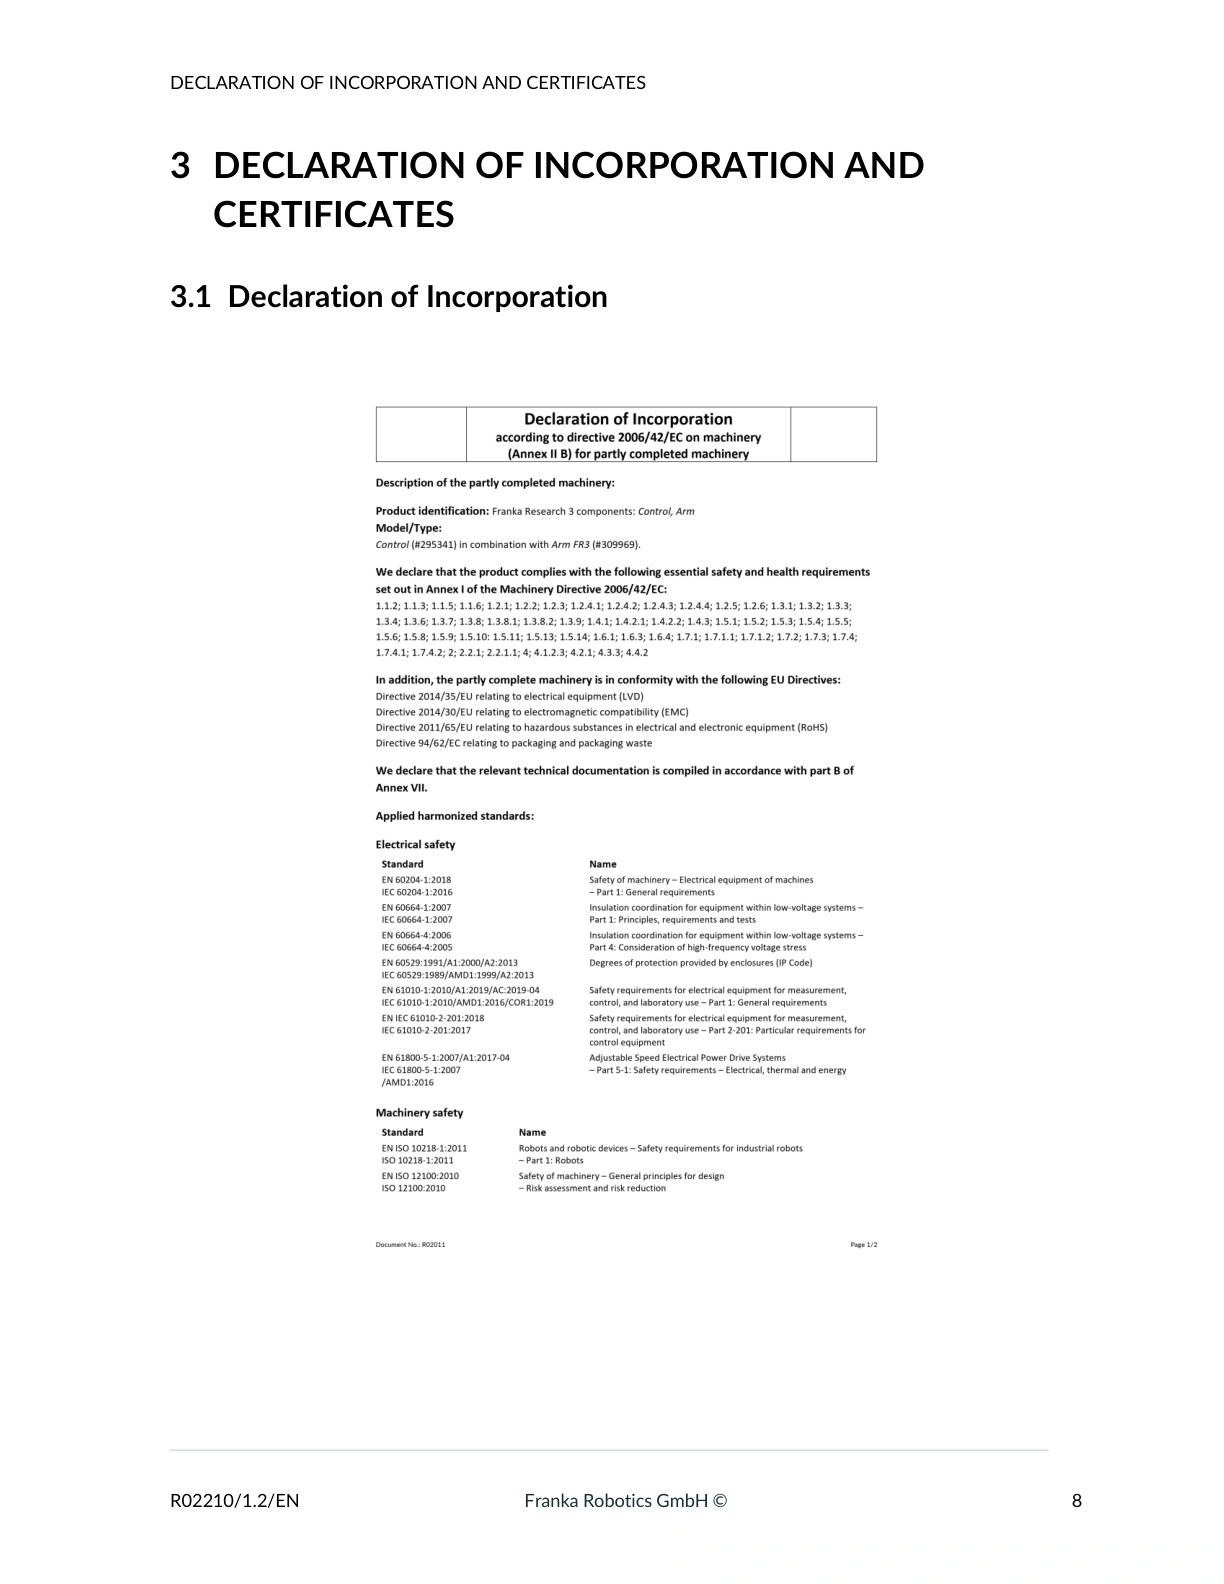 DECLARATION OF INCORPORATION AND CERTIFICATES
3 DECLARATION OF INCORPORATION AND
CERTIFICATES
3.1 Declaration of Incorporation
Declaration of Incorporation
according to directive 2006/42/EC on machinery
(Annex II B) for partly completed machinery
Description of the partly completed machinery:
Product identification: Franka Research 3 components: Control, Arm
Model/Type:
Control (#295341) in combination with Arm FR3 (#309969).
We declare that the product complies with the following essential safety and health requirements
set out in Annex I of the Machinery Directive 2006/42/EC:
1.1.2; 1.1.3; 1.1.5; 1.1.6; 1.2.1; 1.2.2; 1.2.3; 1.2.4.1; 1.2.4.2; 1.2.4.3; 1.2.4.4; 1.2.5; 1.2.6; 1.3.1; 1.3.2; 1.3.3;
1.3.4; 1.3.6; 1.3.7; 1.3.8; 1.3.8.1; 1.3.8.2; 1.3.9; 1.4.1; 1.4.2.1; 1.4.2.2; 1.4.3; 1.5.1; 1.5.2; 1.5.3; 1.5.4; 1.5.5;
1.5.6; 1.5.8; 1.5.9; 1.5.10: 1.5.11; 1.5.13; 1.5.14; 1.6.1; 1.6.3; 1.6.4; 1.7.1; 1.7.1.1; 1.7.1.2; 1.7.2; 1.7.3; 1.7.4;
1.7.4.1; 1.7.4.2; 2; 2.2.1; 2.2.1.1; 4; 4.1.2.3; 4.2.1; 4.3.3; 4.4.2
In addition, the partly complete machinery is in conformity with the following EU Directives:
Directive 2014/35/EU relating to electrical equipment (LVD)
Directive 2014/30/EU relating to electromagnetic compatibility (EMC)
Directive 2011/65/EU relating to hazardous substances in electrical and electronic equipment (RoHS)
Directive 94/62/EC relating to packaging and packaging waste
We declare that the relevant technical documentation is compiled in accordance with part B of
Annex VII.
Applied harmonized standards:
Electrical safety
Standard Name
EN 60204-1:2018 Safety of machinery – Electrical equipment of machines
IEC 60204-1:2016 – Part 1: General requirements
EN 60664-1:2007 Insulation coordination for equipment within low-voltage systems –
IEC 60664-1:2007 Part 1: Principles, requirements and tests
EN 60664-4:2006 Insulation coordination for equipment within low-voltage systems –
IEC 60664-4:2005 Part 4: Consideration of high-frequency voltage stress
EN 60529:1991/A1:2000/A2:2013 Degrees of protection provided by enclosures (IP Code)
IEC 60529:1989/AMD1:1999/A2:2013
EN 61010-1:2010/A1:2019/AC:2019-04 Safety requirements for electrical equipment for measurement,
IEC 61010-1:2010/AMD1:2016/COR1:2019 control, and laboratory use – Part 1: General requirements
EN IEC 61010-2-201:2018 Safety requirements for electrical equipment for measurement,
IEC 61010-2-201:2017 control, and laboratory use – Part 2-201: Particular requirements for
control equipment
EN 61800-5-1:2007/A1:2017-04 Adjustable Speed Electrical Power Drive Systems
IEC 61800-5-1:2007 – Part 5-1: Safety requirements – Electrical, thermal and energy
/AMD1:2016
Machinery safety
Standard Name
EN ISO 10218-1:2011 Robots and robotic devices – Safety requirements for industrial robots
ISO 10218-1:2011 – Part 1: Robots
EN ISO 12100:2010 Safety of machinery – General principles for design
ISO 12100:2010 – Risk assessment and risk reduction
Document No.: R02011 Page 1/2
R02210/1.2/EN Franka Robotics GmbH © 8